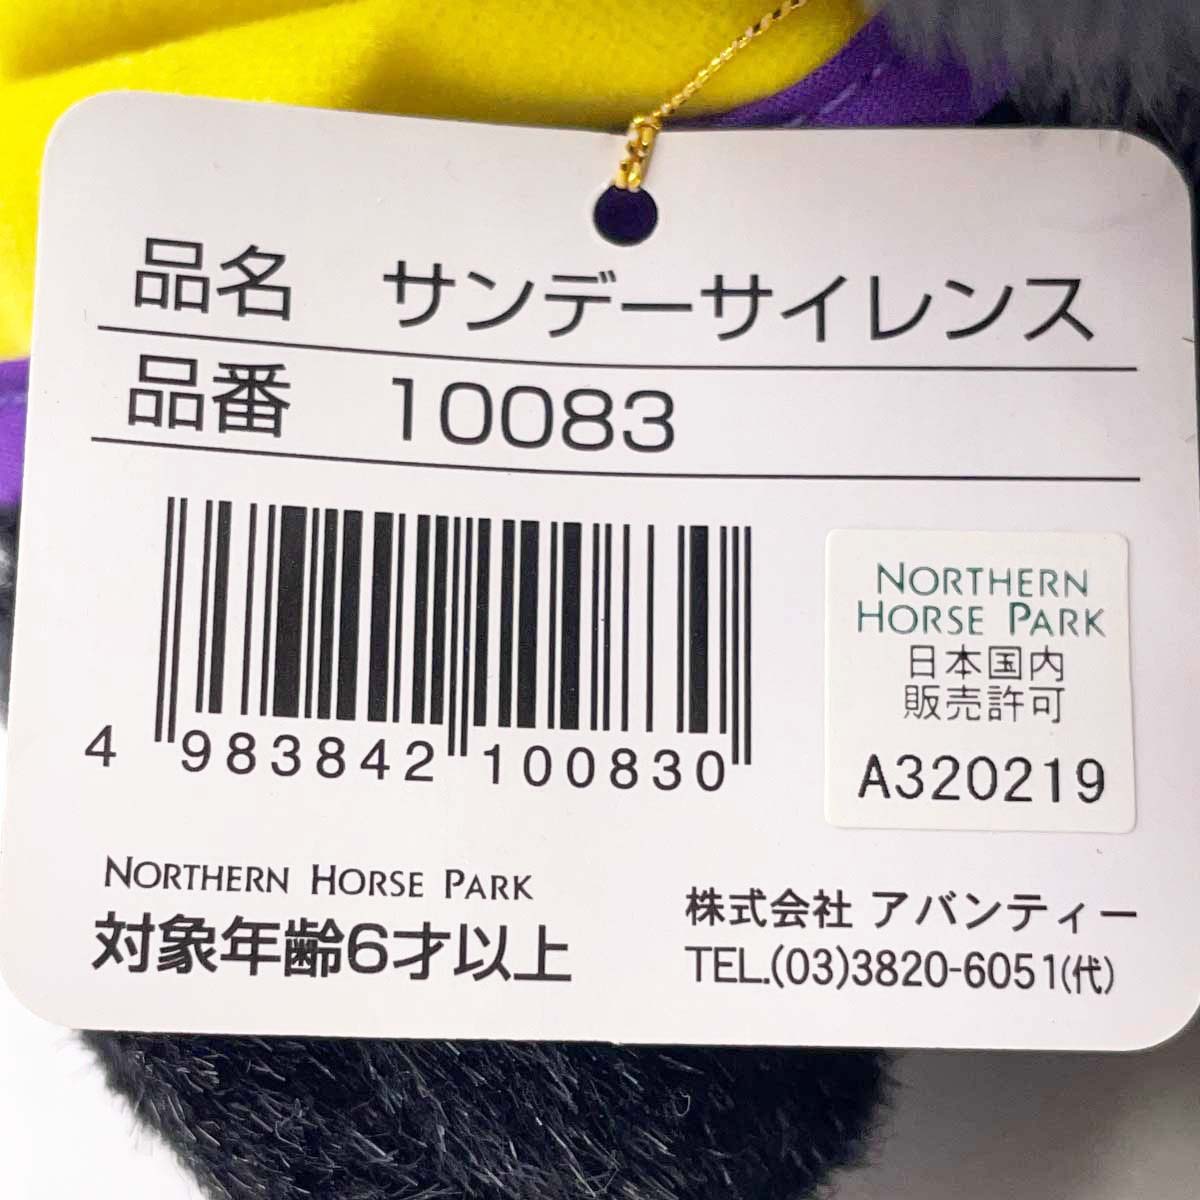 品名 サンデーサイレンス
品番 10083
4 983842 100830
NORTHERN
HORSE PARK
日本国内
販売許可
A320219
NORTHERN HORSE PARK
対象年齢6才以上
株式会社 アバンティー
TEL.(03)3820-6051(代)